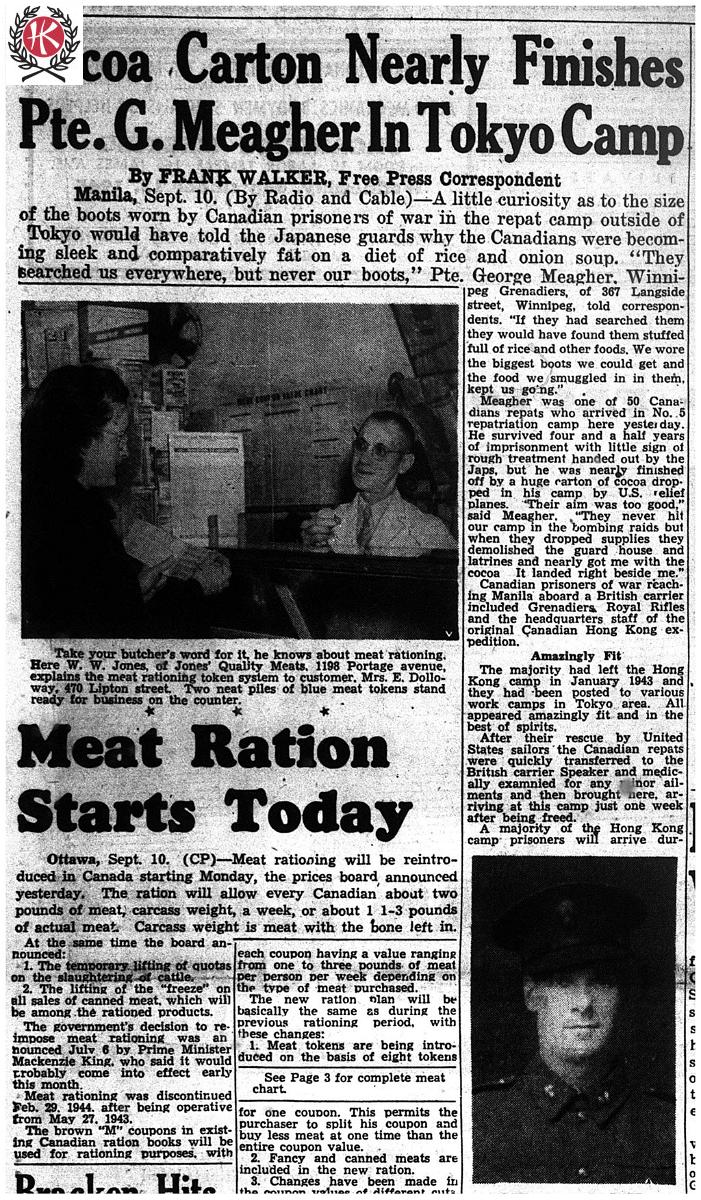 HK
coa Carton Nearly Finishes
Pte. G. Meagher In Tokyo Camp
By FRANK WALKER, Free Press Correspondent
Manila, Sept. 10. (By Radio and Cable)—A little curiosity as to the size
of the boots worn by Canadian prisoners of war in the repat camp outside of
Tokyo would have told the Japanese guards why the Canadians were becom-
ing sleek and comparatively fat on a diet of rice and onion soup. "They
searched us everywhere, but never our boots," Pte. George Meagher, Winni-
peg Grenadiers, of 367 Langside
street, Winnipeg, told correspon-
dents. "If they had searched them
they would have found them stuffed
full of rice and other foods. We wore
the biggest boots we could get and
the food we smuggled in in them,
kept us going."
Meagher was one of 50 Cana-
dians repats who arrived in No. 5
repatriation camp here yesterday.
He survived four and a half years
of imprisonment with little sign of
rough treatment handed out by the
Japs, but he was nearly finished
off by a huge carton of cocoa drop-
ped in his camp by U.S. relief
planes. "Their aim was too good,"
said Meagher. "They never hit
our camp in the bombing raids but
when they dropped supplies they
demolished the guard house and
latrines and nearly got me with the
cocoa It landed right beside me."
Canadian prisoners of war reach-
ing Manila aboard a British carrier
included Grenadiers, Royal Rifles
and the headquarters staff of the
original Canadian Hong Kong ex-
pedition.
Amazingly Fit
The majority had left the Hong
Kong camp in January 1943 and
they had been posted to various
work camps in Tokyo area. All
appeared amazingly fit and in the
best of spirits.
After their rescue by United
States sailors the Canadian repats
were quickly transferred to the
British carrier Speaker and medic-
ally examnied for any minor ail-
ments and then brought here, ar-
riving at this camp just one week
after being freed.
A majority of the Hong Kong
camp prisoners will arrive dur-
MEAT COUPON VALUE CHART
Take your butcher's word for it, he knows about meat rationing.
Here W. W. Jones, of Jones' Quality Meats, 1198 Portage avenue,
explains the meat rationing token system to customer, Mrs. E. Dollo-
way, 470 Lipton street. Two neat piles of blue meat tokens stand
ready for business on the counter.
Meat Ration
Starts Today
Ottawa, Sept. 10. (CP)—Meat rationing will be reintro-
duced in Canada starting Monday, the prices board announced
yesterday. The ration will allow every Canadian about two
pounds of meat, carcass weight, a week, or about 1 1-3 pounds
of actual meat. Carcass weight is meat with the bone left in.
At the same time the board an-
nounced:
1. The temporary lifting of quotas
on the slaughtering of cattle.
2. The lifting of the "freeze" on
all sales of canned meat, which will
be among the rationed products.
The government's decision to re-
impose meat rationing was an
nounced July 6 by Prime Minister
Mackenzie King, who said it would
probably come into effect early
this month.
Meat rationing was discontinued
Feb. 29, 1944, after being operative
from May 27, 1943.
The brown "M" coupons in exist-
ing Canadian ration books will be
used for rationing purposes, with
each coupon having a value ranging
from one to three pounds of meat
per person per week depending on
the type of meat purchased.
The new ration plan will be
basically the same as during the
previous rationing period, with
these changes:
1. Meat tokens are being intro-
duced on the basis of eight tokens
See Page 3 for complete meat
chart.
for one coupon. This permits the
purchaser to split his coupon and
buy less meat at one time than the
entire coupon value.
2. Fancy and canned meats are
included in the new ration.
3. Changes have been made in
the coupon values of different cuts
Bracken Hits